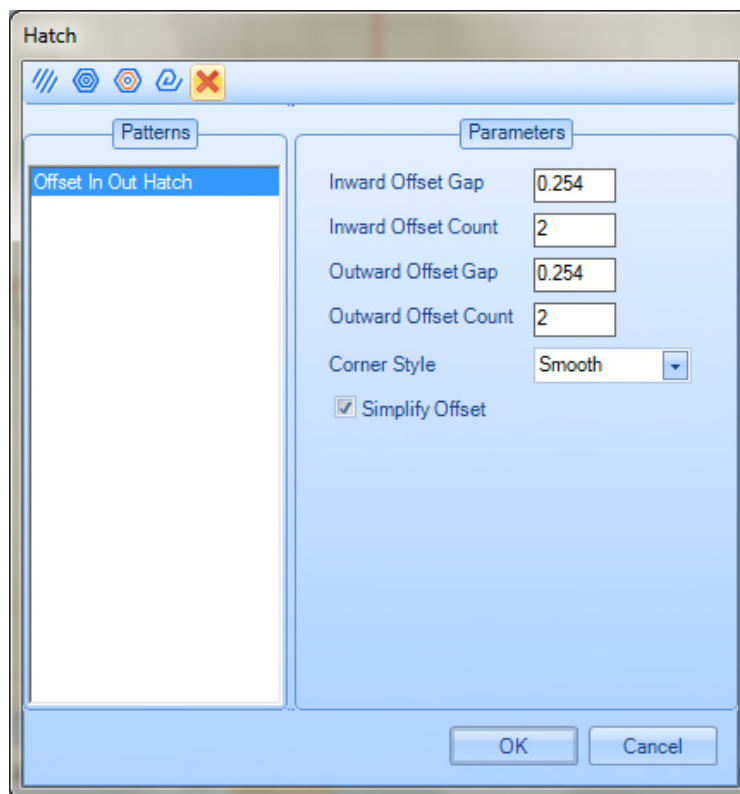 Hatch
Patterns
Offset In Out Hatch
Parameters
Inward Offset Gap 0.254
Inward Offset Count 2
Outward Offset Gap 0.254
Outward Offset Count 2
Corner Style Smooth
Simplify Offset
OK Cancel